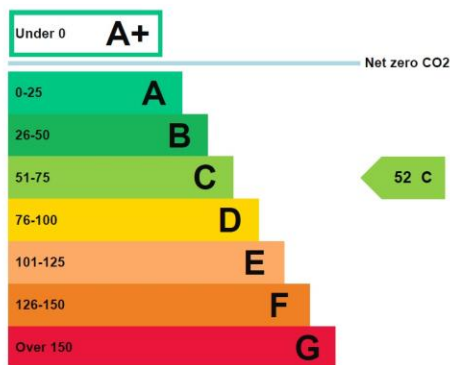 Under 0 A+
Net zero CO2
0-25 A
26-50 B
51-75 C
52 C
76-100 D
101-125 E
126-150 F
Over 150 G